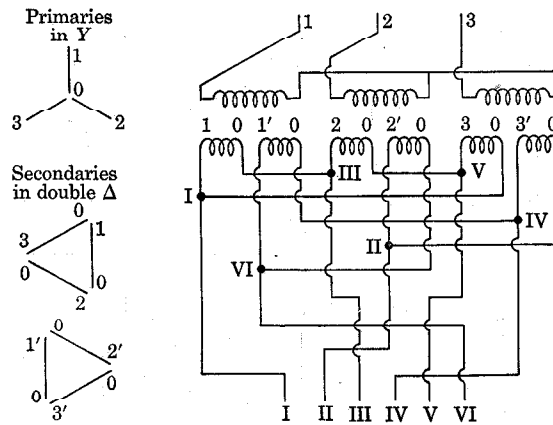 Primaries
in Y
1
0
3
2
Secondaries
in double Δ
0
3
1
0
0
2
0
1'
2'
0
0
3'
1
2
3
1 0 1' 0 2 0 2' 0 3 0 3' 0
III
V
I
IV
II
VI
I II III IV V VI